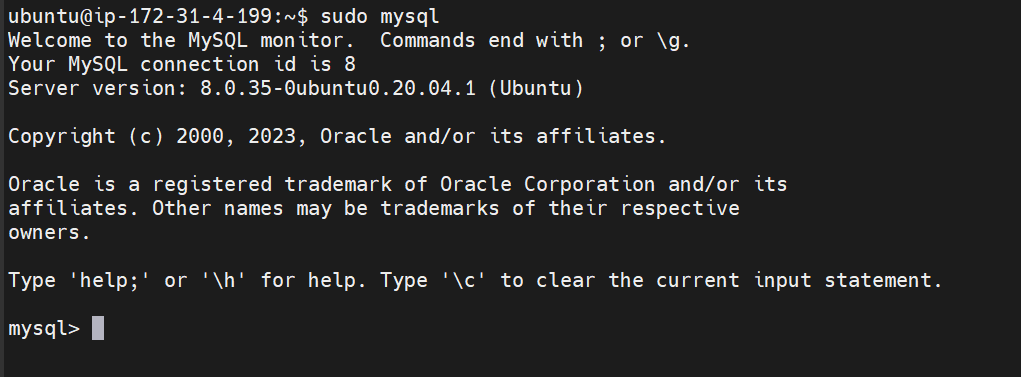 ubuntu@ip-172-31-4-199:~$ sudo mysql
Welcome to the MySQL monitor.  Commands end with ; or \g.
Your MySQL connection id is 8
Server version: 8.0.35-0ubuntu0.20.04.1 (Ubuntu)
Copyright (c) 2000, 2023, Oracle and/or its affiliates.
Oracle is a registered trademark of Oracle Corporation and/or its
affiliates. Other names may be trademarks of their respective
owners.
Type 'help;' or '\h' for help. Type '\c' to clear the current input statement.
mysql>